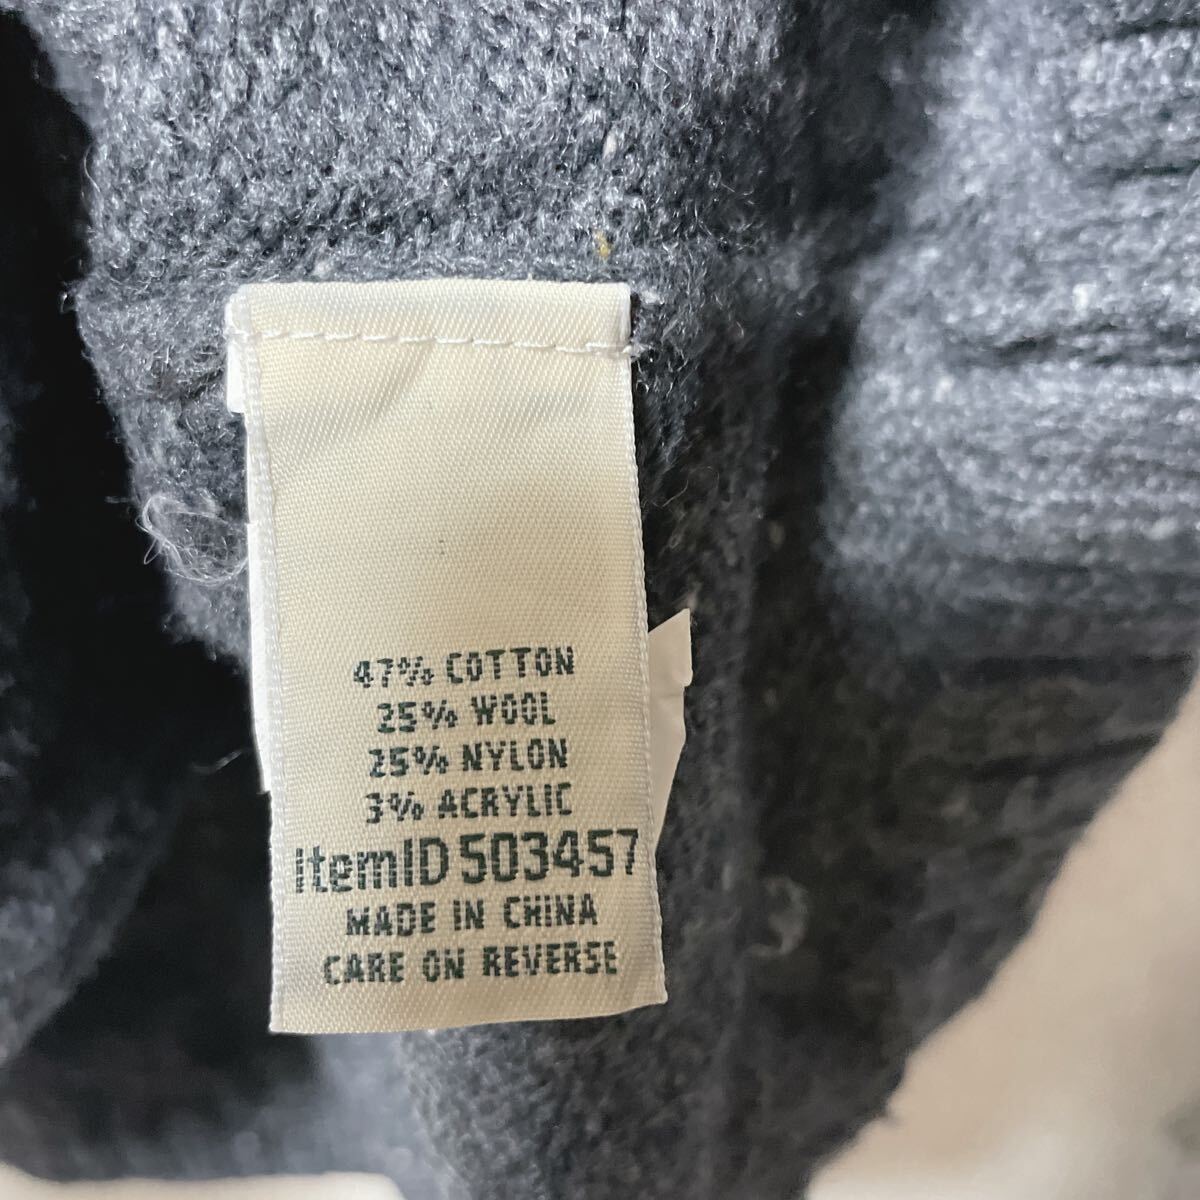 47% COTTON
25% WOOL
25% NYLON
3% ACRYLIC
itemID 503457
MADE IN CHINA
CARE ON REVERSE